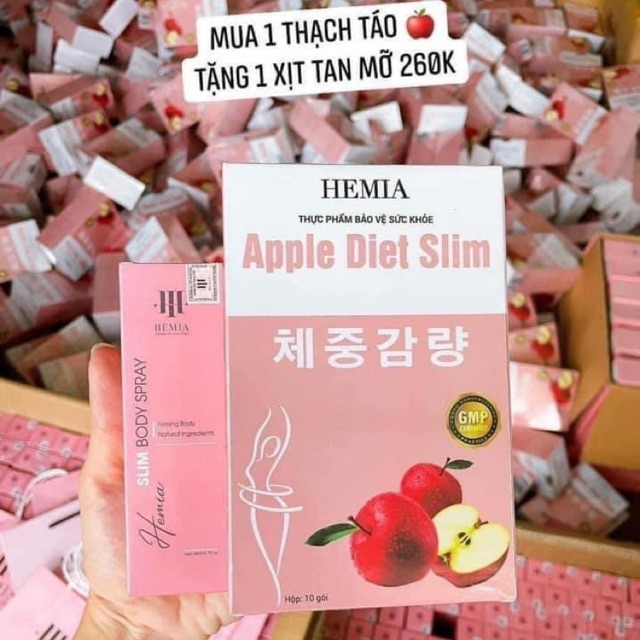 MUA 1 THẠCH TÁO 🍎
TẶNG 1 XỊT TAN MỠ 260K
HEMIA
THỰC PHẨM BẢO VỆ SỨC KHỎE
Apple Diet Slim
체중감량
GMP
CERTIFIED
Hộp: 10 gói
HEMIA
SLIM BODY SPRAY
Firming Body
Natural Ingredients
Hemia